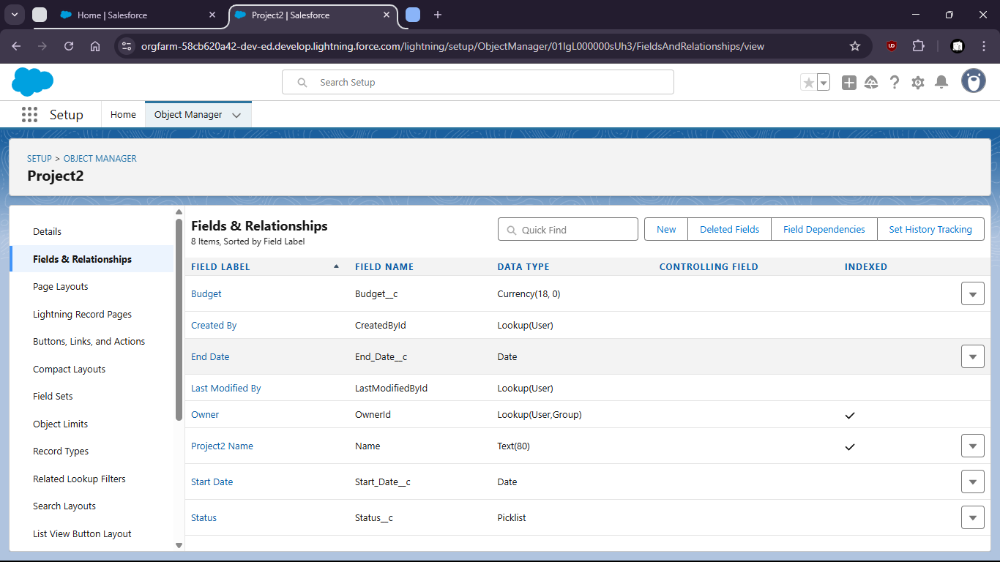 Home | Salesforce
Project2 | Salesforce
orgfarm-58cb620a42-dev-ed.develop.lightning.force.com/lightning/setup/ObjectManager/01IgL000000sUh3/FieldsAndRelationships/view
Search Setup
Setup Home Object Manager
SETUP > OBJECT MANAGER
Project2
Details
Fields & Relationships
Page Layouts
Lightning Record Pages
Buttons, Links, and Actions
Compact Layouts
Field Sets
Object Limits
Record Types
Related Lookup Filters
Search Layouts
List View Button Layout
Fields & Relationships
8 Items, Sorted by Field Label
Quick Find
New Deleted Fields Field Dependencies Set History Tracking
FIELD LABEL FIELD NAME DATA TYPE CONTROLLING FIELD INDEXED
Budget Budget__c Currency(18, 0)
Created By CreatedById Lookup(User)
End Date End_Date__c Date
Last Modified By LastModifiedById Lookup(User)
Owner OwnerId Lookup(User,Group)
Project2 Name Name Text(80)
Start Date Start_Date__c Date
Status Status__c Picklist